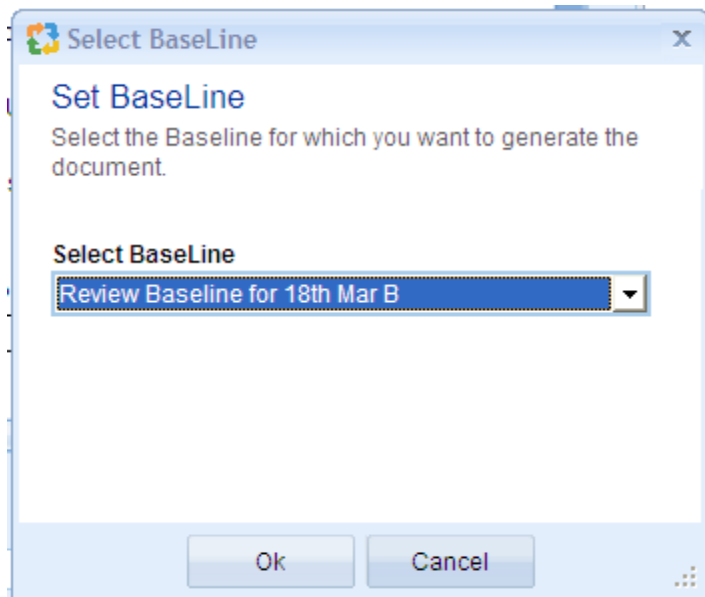 Select BaseLine
Set BaseLine
Select the Baseline for which you want to generate the
document.
Select BaseLine
Review Baseline for 18th Mar B
Ok
Cancel